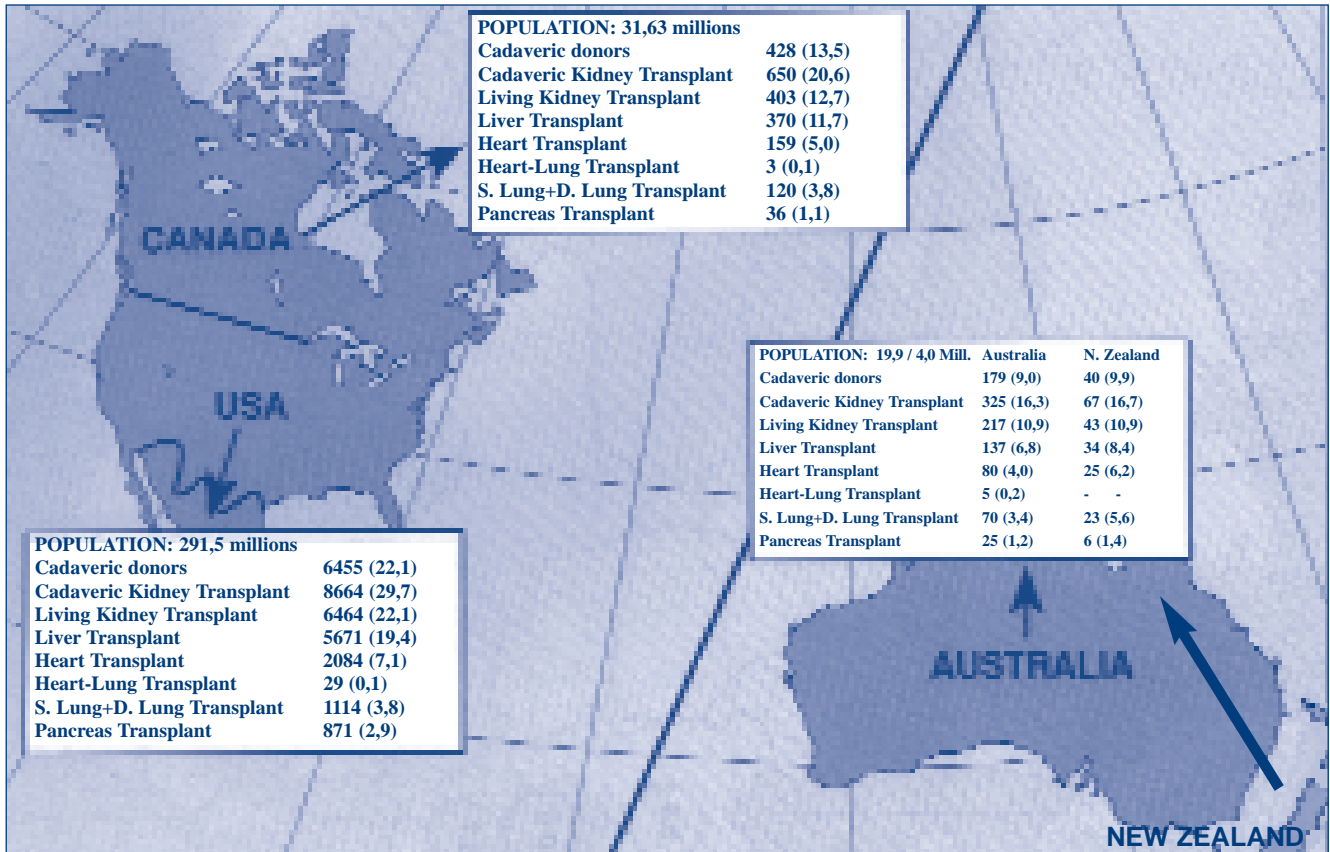 POPULATION: 31,63 millions
Cadaveric donors 428 (13,5)
Cadaveric Kidney Transplant 650 (20,6)
Living Kidney Transplant 403 (12,7)
Liver Transplant 370 (11,7)
Heart Transplant 159 (5,0)
Heart-Lung Transplant 3 (0,1)
S. Lung+D. Lung Transplant 120 (3,8)
Pancreas Transplant 36 (1,1)
CANADA
USA
POPULATION: 19,9 / 4,0 Mill. Australia N. Zealand
Cadaveric donors 179 (9,0) 40 (9,9)
Cadaveric Kidney Transplant 325 (16,3) 67 (16,7)
Living Kidney Transplant 217 (10,9) 43 (10,9)
Liver Transplant 137 (6,8) 34 (8,4)
Heart Transplant 80 (4,0) 25 (6,2)
Heart-Lung Transplant 5 (0,2) - -
S. Lung+D. Lung Transplant 70 (3,4) 23 (5,6)
Pancreas Transplant 25 (1,2) 6 (1,4)
POPULATION: 291,5 millions
Cadaveric donors 6455 (22,1)
Cadaveric Kidney Transplant 8664 (29,7)
Living Kidney Transplant 6464 (22,1)
Liver Transplant 5671 (19,4)
Heart Transplant 2084 (7,1)
Heart-Lung Transplant 29 (0,1)
S. Lung+D. Lung Transplant 1114 (3,8)
Pancreas Transplant 871 (2,9)
AUSTRALIA
NEW ZEALAND